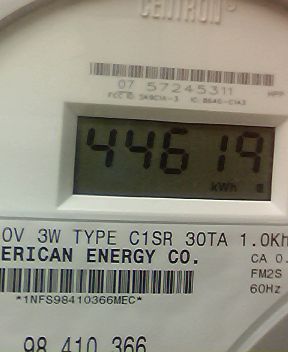 CENTRON®
07 57245311
HPP
44619
kWh
0V 3W TYPE C1SR 30TA 1.0Kh
ERICAN ENERGY CO.
CA 0.
FM2S
*1NFS98410366MEC*
60Hz
98 410 366